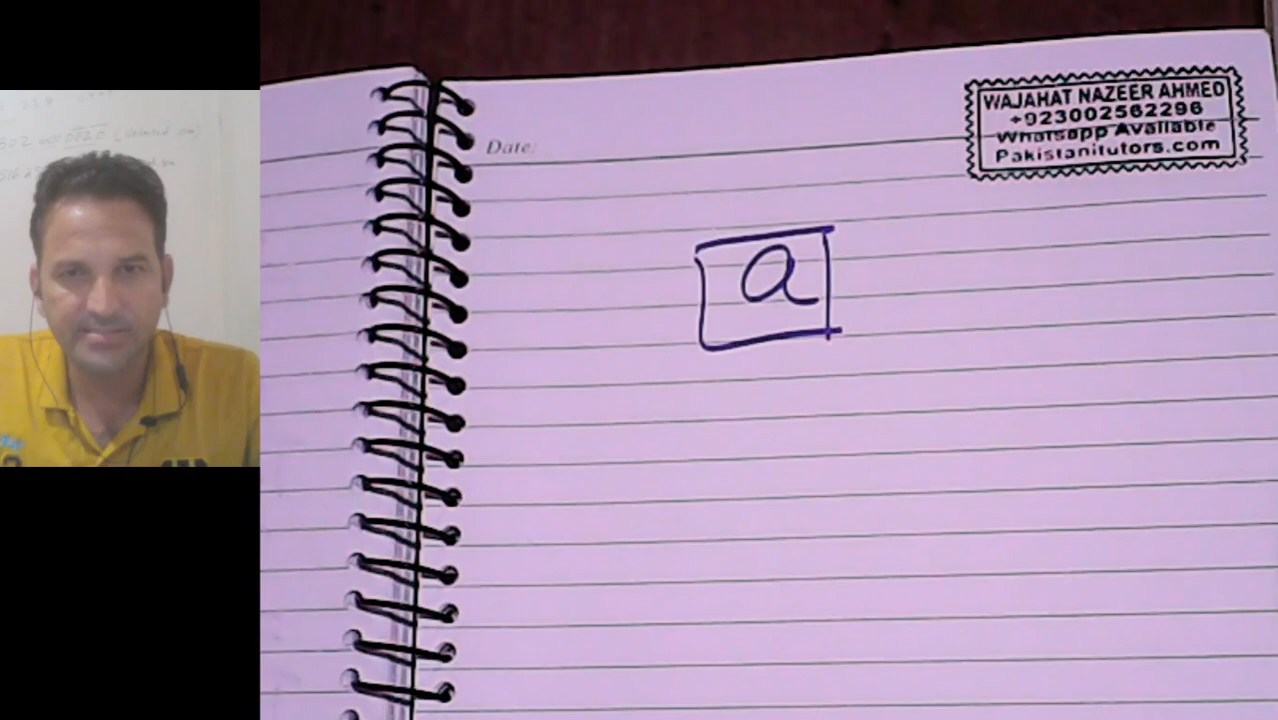 Date:
WAJAHAT NAZEER AHMED
+923002562296
Whatsapp Available
Pakistanitutors.com
a